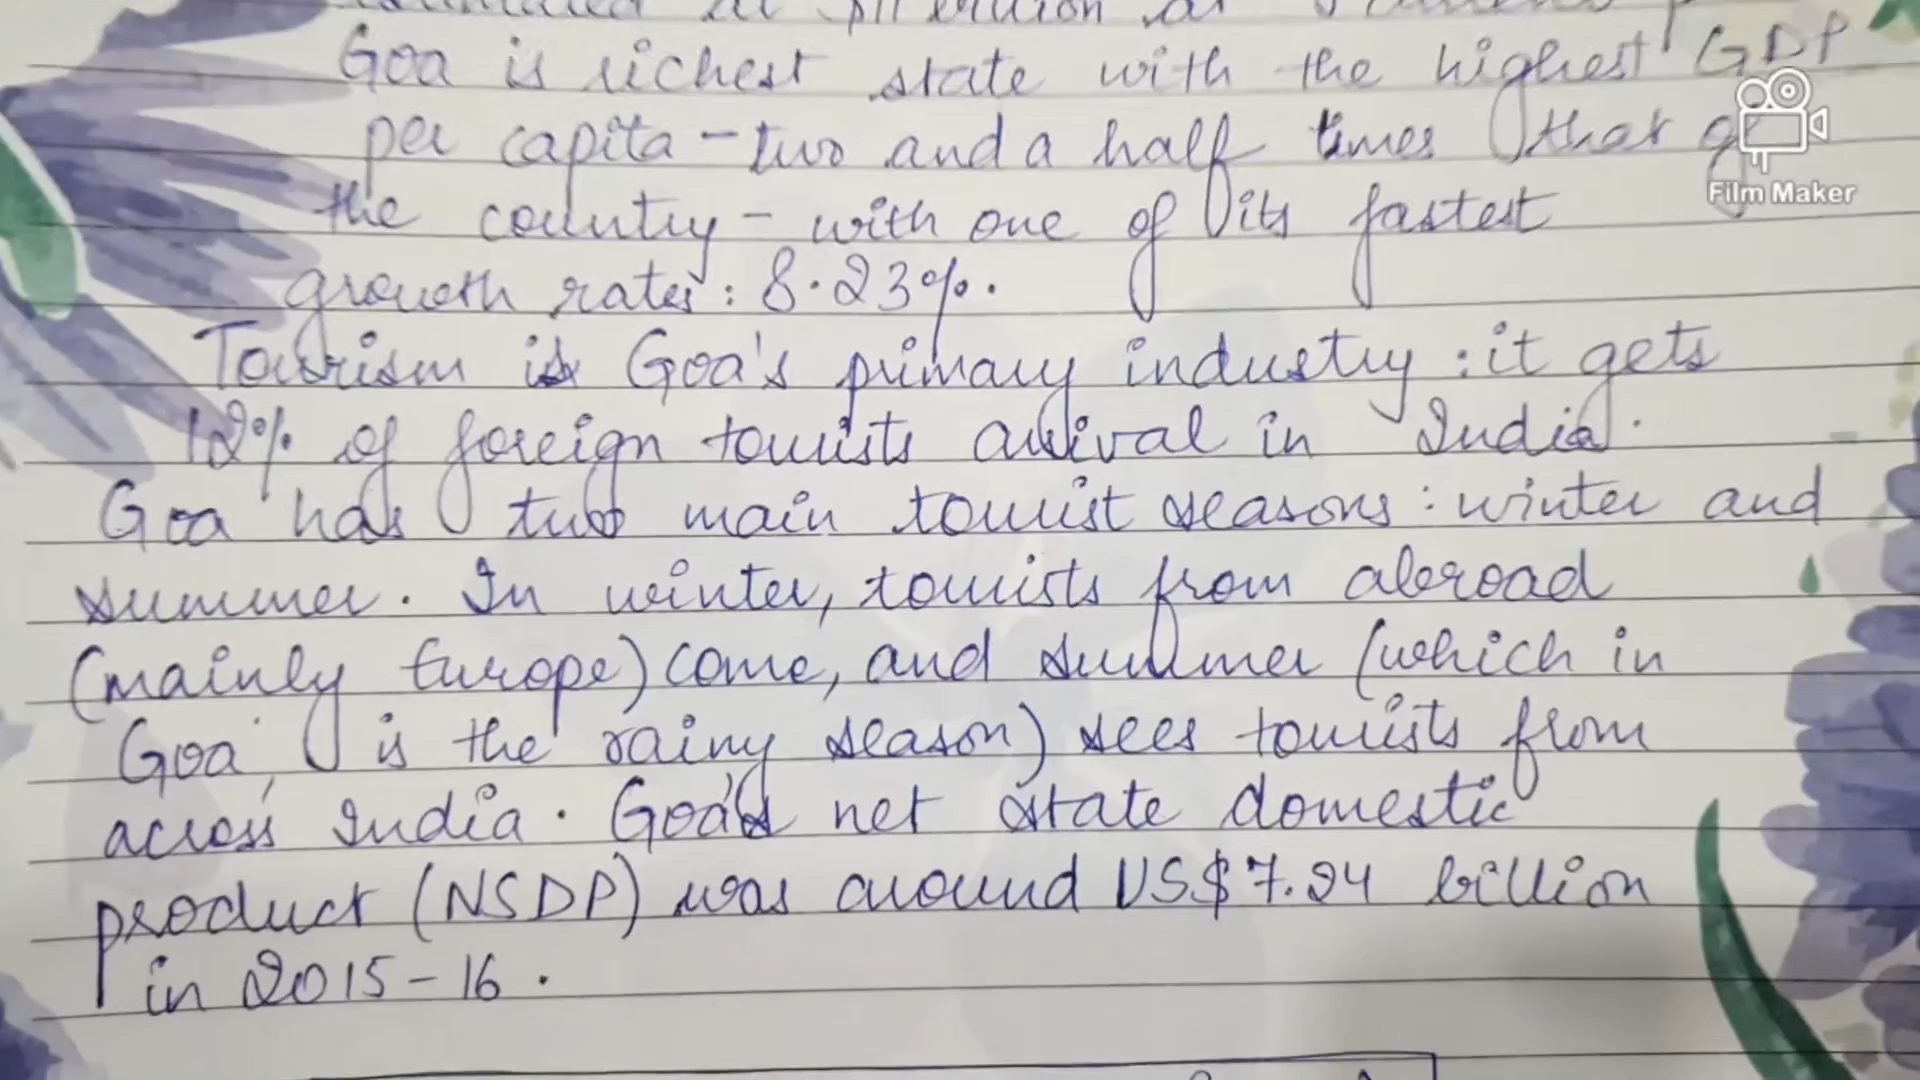 Goa is richest state with the highest GDP
per capita - two and a half times that of
the country - with one of its fastest
growth rates : 8.23%.
Tourism is Goa's primary industry : it gets
12% of foreign tourists arrival in India.
Goa has two main tourist seasons : winter and
summer. In winter, tourists from abroad
(mainly Europe) come, and summer (which in
Goa, is the rainy season) sees tourists from
across India. Goa's net state domestic
product (NSDP) was around US$7.24 billion
in 2015-16.
Film Maker